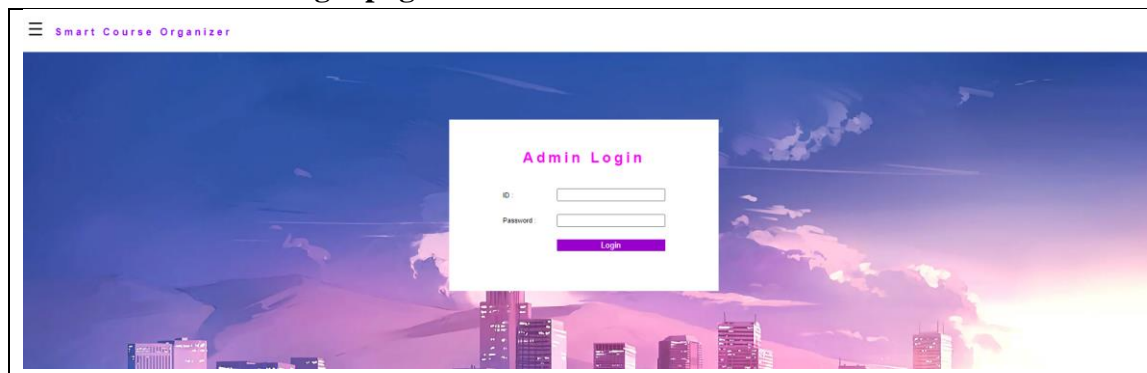 ☰ Smart Course Organizer
Admin Login
ID :
Password :
Login